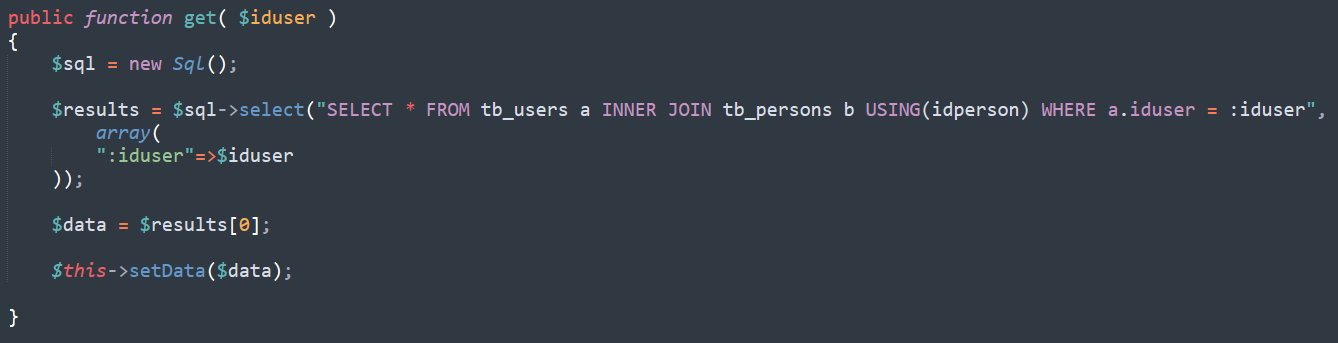 public function get( $iduser )
{
$sql = new Sql();
$results = $sql->select("SELECT * FROM tb_users a INNER JOIN tb_persons b USING(idperson) WHERE a.iduser = :iduser",
array(
":iduser"=>$iduser
));
$data = $results[0];
$this->setData($data);
}